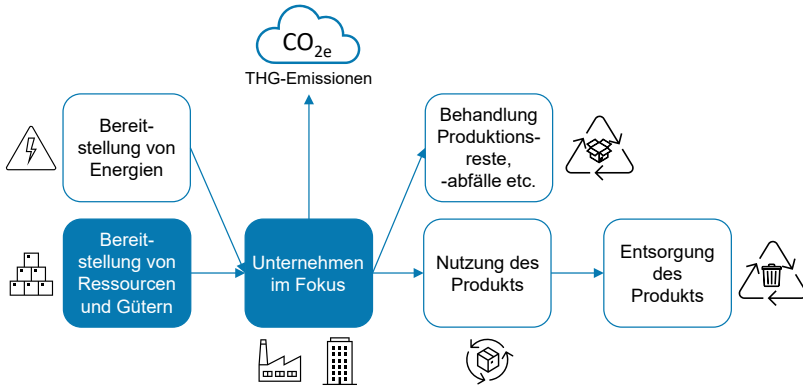 CO2e
THG-Emissionen
Bereit-
stellung von
Energien
Behandlung
Produktions-
reste,
-abfälle etc.
Bereit-
stellung von
Ressourcen
und Gütern
Unternehmen
im Fokus
Nutzung des
Produkts
Entsorgung
des
Produkts